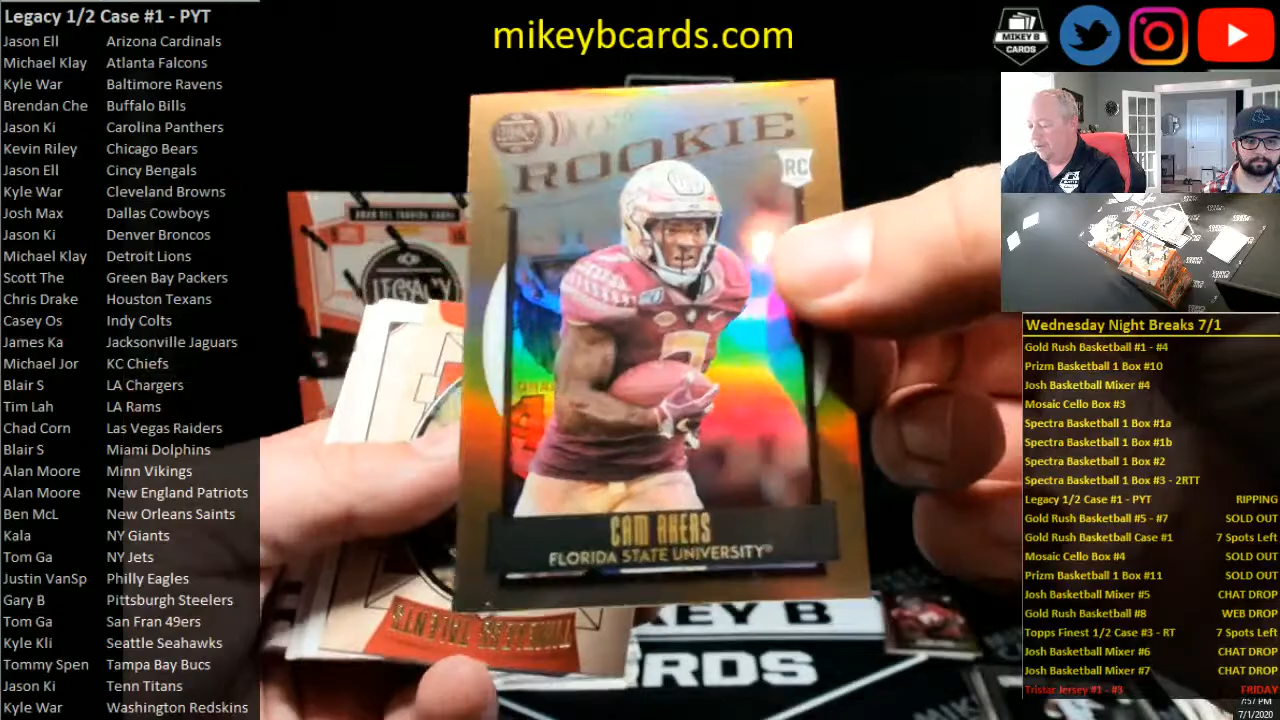 Legacy 1/2 Case #1 - PYT
Jason Ell Arizona Cardinals
Michael Klay Atlanta Falcons
Kyle War Baltimore Ravens
Brendan Che Buffalo Bills
Jason Ki Carolina Panthers
Kevin Riley Chicago Bears
Jason Ell Cincy Bengals
Kyle War Cleveland Browns
Josh Max Dallas Cowboys
Jason Ki Denver Broncos
Michael Klay Detroit Lions
Scott The Green Bay Packers
Chris Drake Houston Texans
Casey Os Indy Colts
James Ka Jacksonville Jaguars
Michael Jor KC Chiefs
Blair S LA Chargers
Tim Lah LA Rams
Chad Corn Las Vegas Raiders
Blair S Miami Dolphins
Alan Moore Minn Vikings
Alan Moore New England Patriots
Ben McL New Orleans Saints
Kala NY Giants
Tom Ga NY Jets
Justin VanSp Philly Eagles
Gary B Pittsburgh Steelers
Tom Ga San Fran 49ers
Kyle Kli Seattle Seahawks
Tommy Spen Tampa Bay Bucs
Jason Ki Tenn Titans
Kyle War Washington Redskins
mikeybcards.com
ROOKIE
RC
LEGACY
7
CAM AKERS
FLORIDA STATE UNIVERSITY®
MIKEY B
CARDS
MIKEY B
CARDS
Wednesday Night Breaks 7/1
Gold Rush Basketball #1 - #4
Prizm Basketball 1 Box #10
Josh Basketball Mixer #4
Mosaic Cello Box #3
Spectra Basketball 1 Box #1a
Spectra Basketball 1 Box #1b
Spectra Basketball 1 Box #2
Spectra Basketball 1 Box #3 - 2RTT
Legacy 1/2 Case #1 - PYT RIPPING
Gold Rush Basketball #5 - #7 SOLD OUT
Gold Rush Basketball Case #1 7 Spots Left
Mosaic Cello Box #4 SOLD OUT
Prizm Basketball 1 Box #11 SOLD OUT
Josh Basketball Mixer #5 CHAT DROP
Gold Rush Basketball #8 WEB DROP
Topps Finest 1/2 Case #3 - RT 7 Spots Left
Josh Basketball Mixer #6 CHAT DROP
Josh Basketball Mixer #7 CHAT DROP
Tristar Jersey #1 - #3 FRIDAY
7:57 PM
7/1/2020